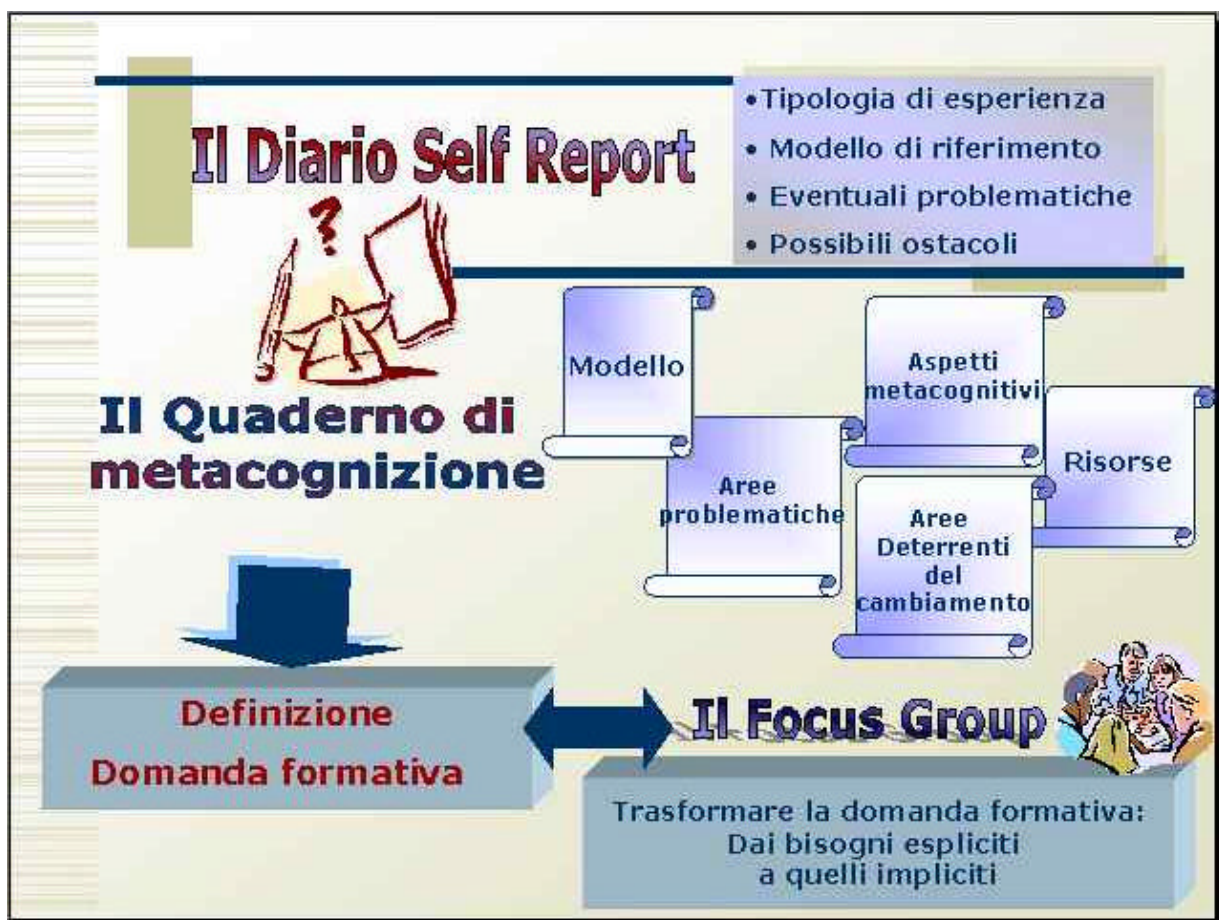 Il Diario Self Report
•Tipologia di esperienza
• Modello di riferimento
• Eventuali problematiche
• Possibili ostacoli
?
Il Quaderno di
metacognizione
Modello
Aree
problematiche
Aspetti
metacognitivi
Aree
Deterrenti
del
cambiamento
Risorse
Definizione
Domanda formativa
Il Focus Group
Trasformare la domanda formativa:
Dai bisogni espliciti
a quelli impliciti